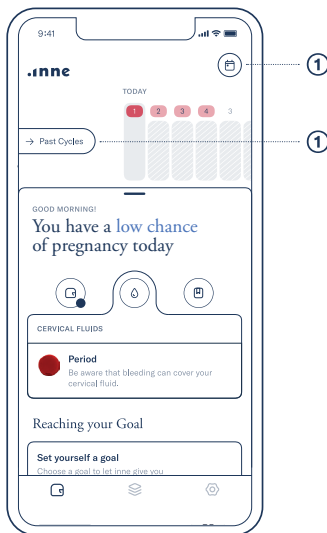 9:41
inne
1
TODAY
1 2 3 4 3
→ Past Cycles
1
GOOD MORNING!
You have a low chance
of pregnancy today
CERVICAL FLUIDS
Period
Be aware that bleeding can cover your
cervical fluid.
Reaching your Goal
Set yourself a goal
Choose a goal to let inne give you